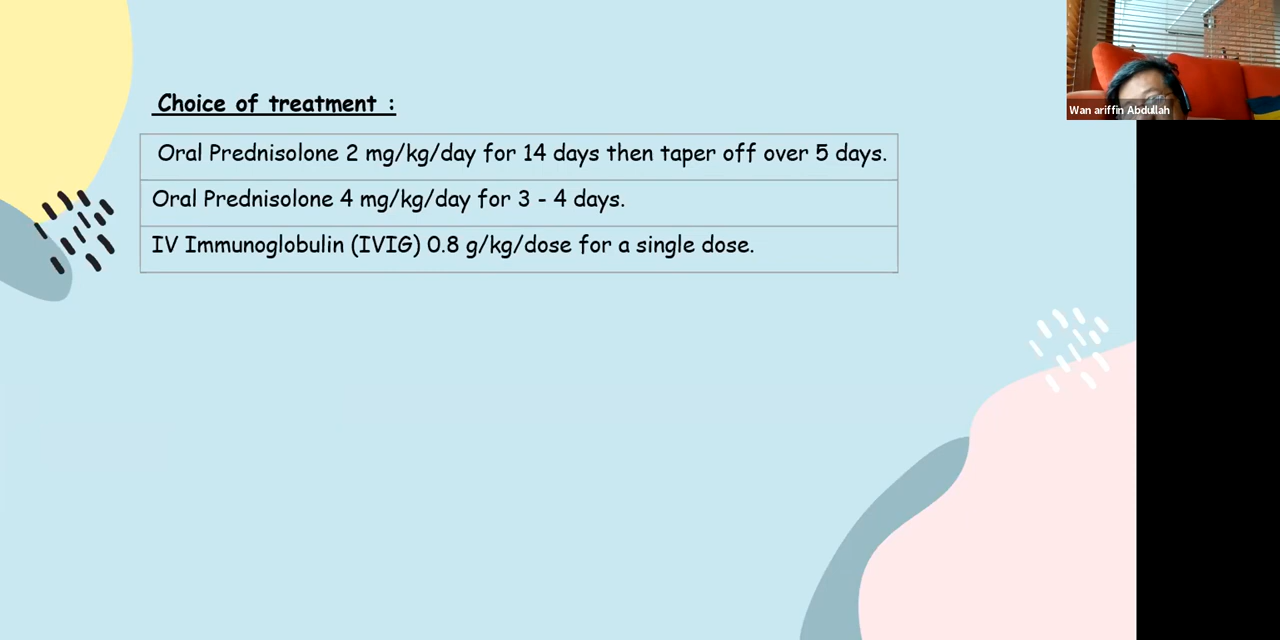 Choice of treatment :
Oral Prednisolone 2 mg/kg/day for 14 days then taper off over 5 days.
Oral Prednisolone 4 mg/kg/day for 3 - 4 days.
IV Immunoglobulin (IVIG) 0.8 g/kg/dose for a single dose.
Wan ariffin Abdullah